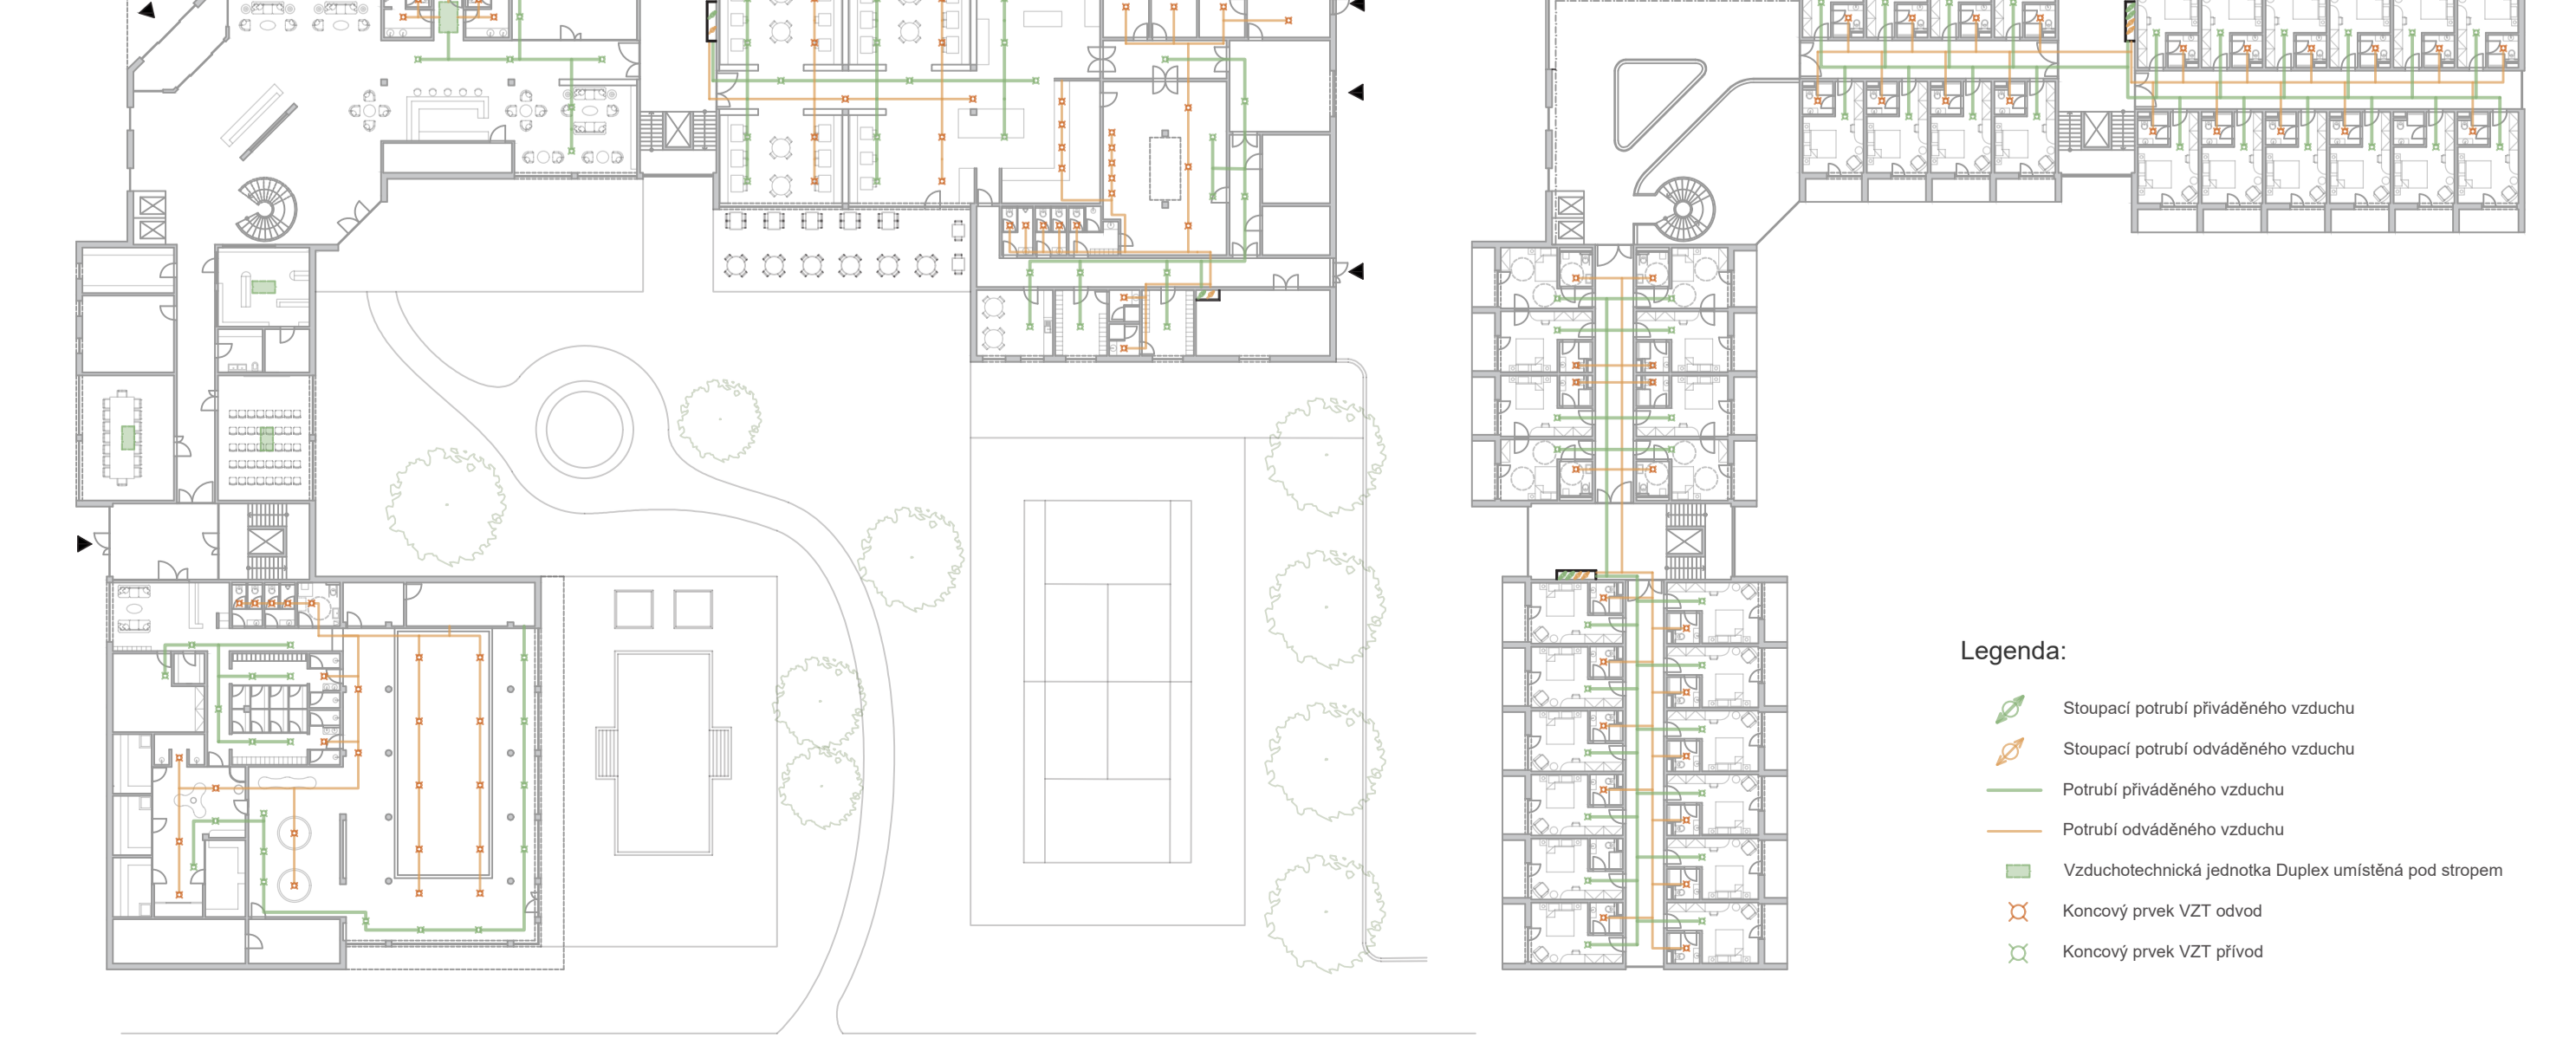 Legenda:
Stoupací potrubí přiváděného vzduchu
Stoupací potrubí odváděného vzduchu
Potrubí přiváděného vzduchu
Potrubí odváděného vzduchu
Vzduchotechnická jednotka Duplex umístěná pod stropem
Koncový prvek VZT odvod
Koncový prvek VZT přívod